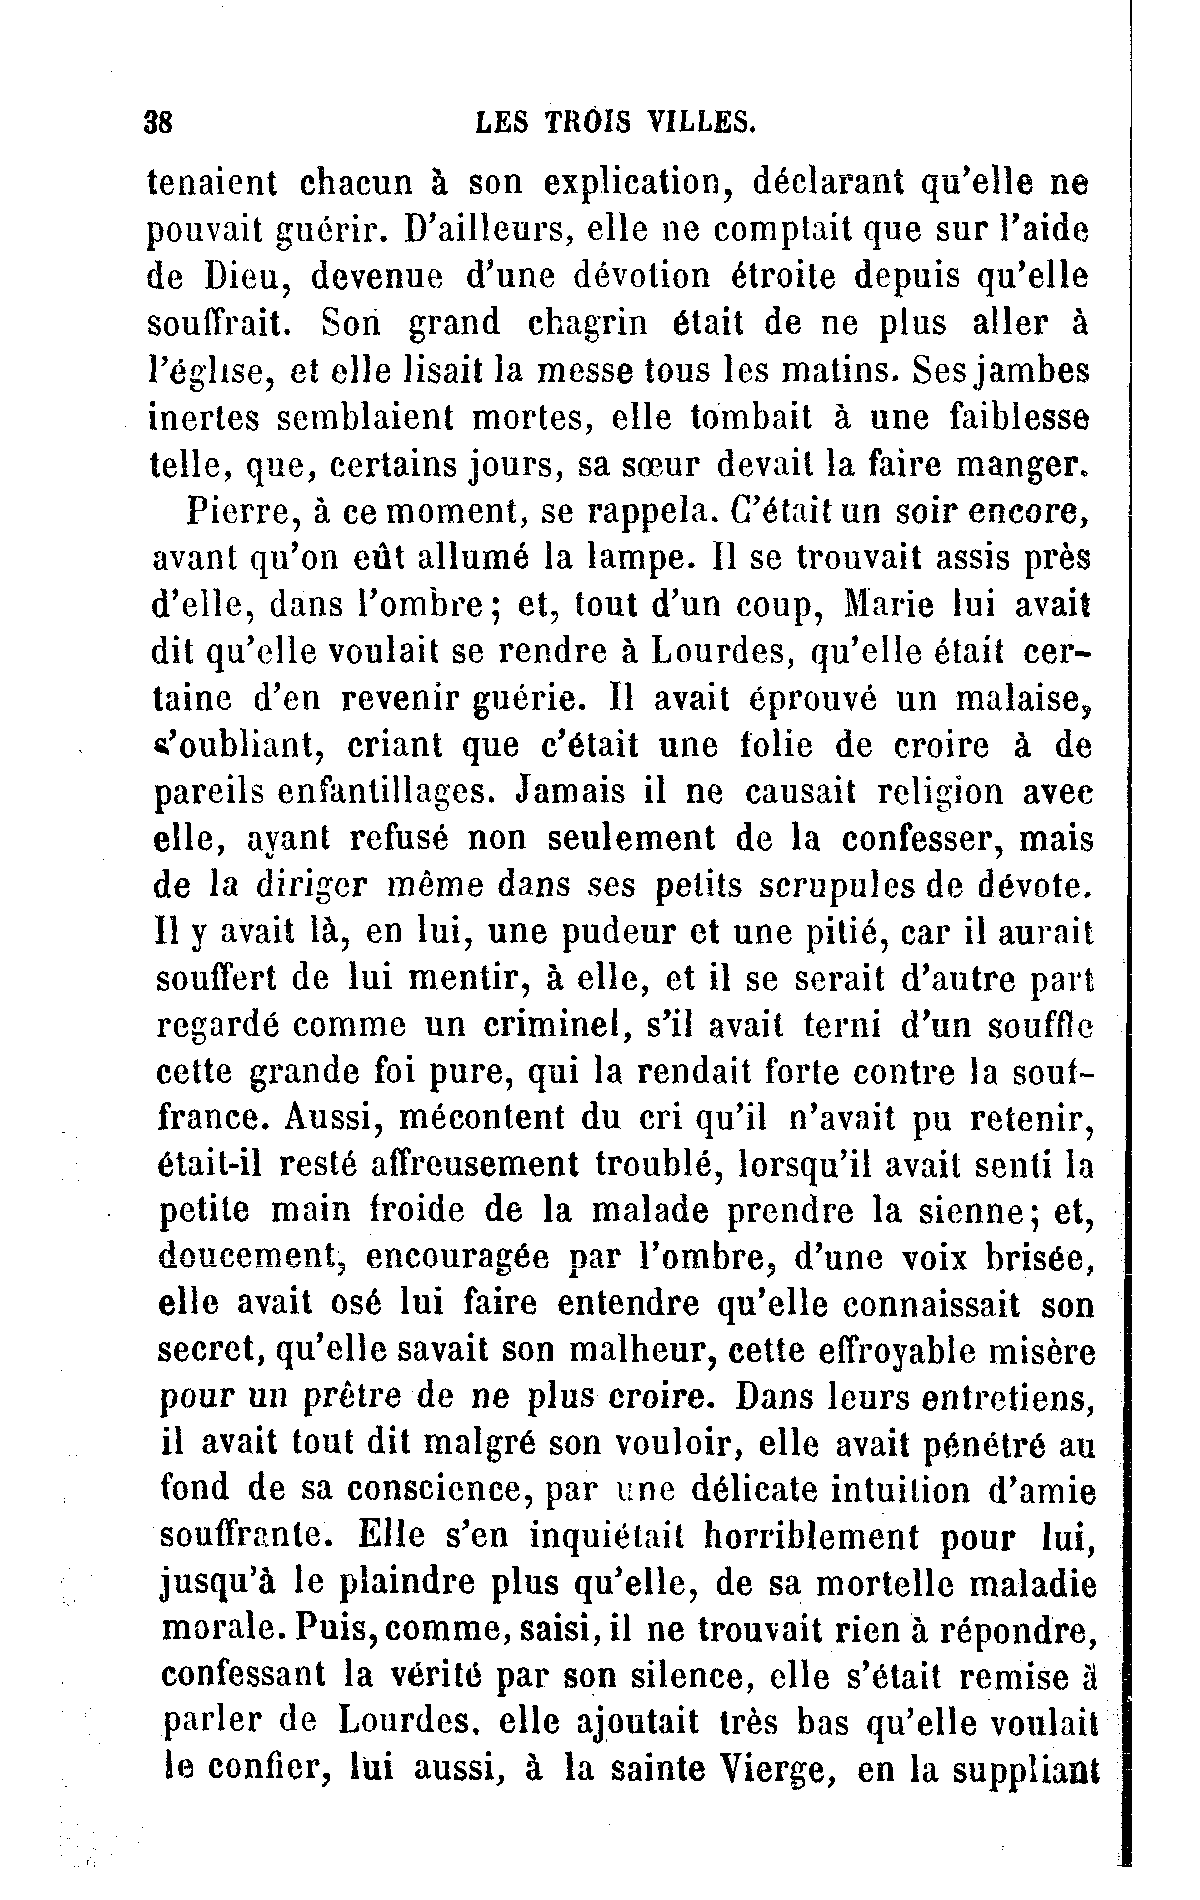 38 LES TROIS VILLES.
tenaient chacun à son explication, déclarant qu'elle ne
pouvait guérir. D'ailleurs, elle ne comptait que sur l'aide
de Dieu, devenue d'une dévotion étroite depuis qu'elle
souffrait. Son grand chagrin était de ne plus aller à
l'église, et elle lisait la messe tous les matins. Ses jambes
inertes semblaient mortes, elle tombait à une faiblesse
telle, que, certains jours, sa sœur devait la faire manger.
Pierre, à ce moment, se rappela. C'était un soir encore,
avant qu'on eût allumé la lampe. Il se trouvait assis près
d'elle, dans l'ombre; et, tout d'un coup, Marie lui avait
dit qu'elle voulait se rendre à Lourdes, qu'elle était cer-
taine d'en revenir guérie. Il avait éprouvé un malaise,
s'oubliant, criant que c'était une folie de croire à de
pareils enfantillages. Jamais il ne causait religion avec
elle, ayant refusé non seulement de la confesser, mais
de la diriger même dans ses petits scrupules de dévote.
Il y avait là, en lui, une pudeur et une pitié, car il aurait
souffert de lui mentir, à elle, et il se serait d'autre part
regardé comme un criminel, s'il avait terni d'un souffle
cette grande foi pure, qui la rendait forte contre la souf-
france. Aussi, mécontent du cri qu'il n'avait pu retenir,
était-il resté affreusement troublé, lorsqu'il avait senti la
petite main froide de la malade prendre la sienne; et,
doucement, encouragée par l'ombre, d'une voix brisée,
elle avait osé lui faire entendre qu'elle connaissait son
secret, qu'elle savait son malheur, cette effroyable misère
pour un prêtre de ne plus croire. Dans leurs entretiens,
il avait tout dit malgré son vouloir, elle avait pénétré au
fond de sa conscience, par une délicate intuition d'amie
souffrante. Elle s'en inquiétait horriblement pour lui,
jusqu'à le plaindre plus qu'elle, de sa mortelle maladie
morale. Puis, comme, saisi, il ne trouvait rien à répondre,
confessant la vérité par son silence, elle s'était remise à
parler de Lourdes, elle ajoutait très bas qu'elle voulait
le confier, lui aussi, à la sainte Vierge, en la suppliant